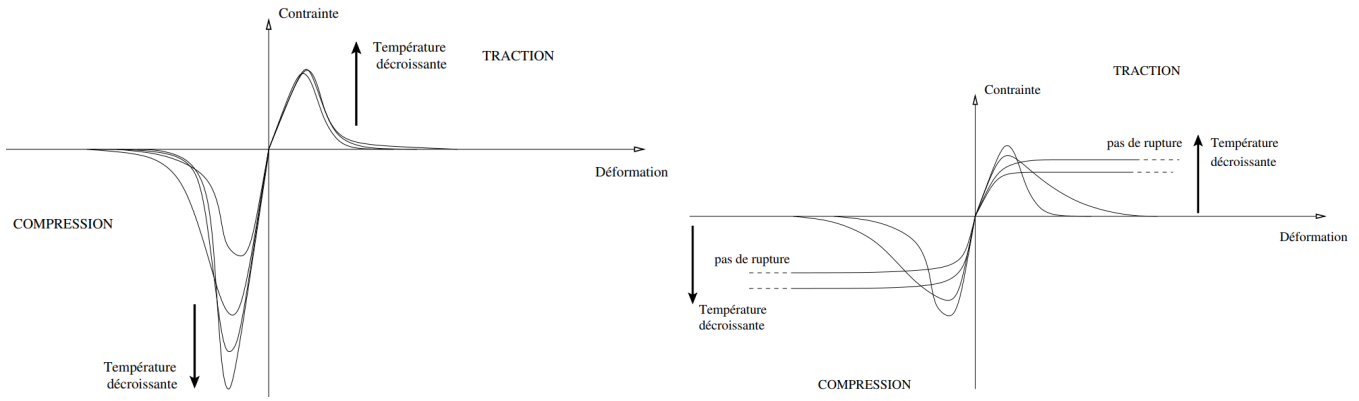 Contrainte
Température
décroissante
TRACTION
Déformation
COMPRESSION
Température
décroissante
TRACTION
Contrainte
pas de rupture
Température
décroissante
Déformation
pas de rupture
Température
décroissante
COMPRESSION